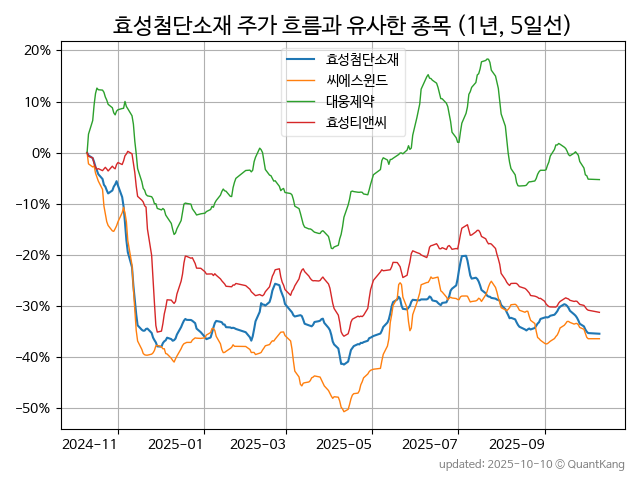 효성첨단소재 주가 흐름과 유사한 종목 (1년, 5일선)
효성첨단소재
씨에스윈드
대웅제약
효성티앤씨
20%
10%
0%
−10%
−20%
−30%
−40%
−50%
2024-11
2025-01
2025-03
2025-05
2025-07
2025-09
updated: 2025-10-10 © QuantKang